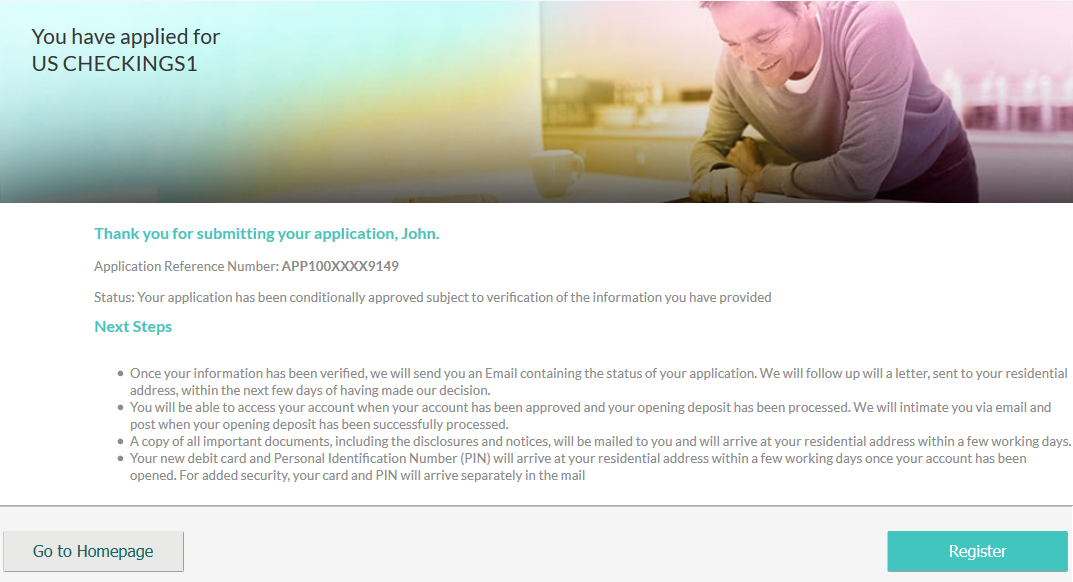 You have applied for
US CHECKINGS1
Thank you for submitting your application, John.
Application Reference Number: APP100XXXX9149
Status: Your application has been conditionally approved subject to verification of the information you have provided
Next Steps
• Once your information has been verified, we will send you an Email containing the status of your application. We will follow up will a letter, sent to your residential
address, within the next few days of having made our decision.
• You will be able to access your account when your account has been approved and your opening deposit has been processed. We will intimate you via email and
post when your opening deposit has been successfully processed.
• A copy of all important documents, including the disclosures and notices, will be mailed to you and will arrive at your residential address within a few working days.
• Your new debit card and Personal Identification Number (PIN) will arrive at your residential address within a few working days once your account has been
opened. For added security, your card and PIN will arrive separately in the mail
Go to Homepage
Register